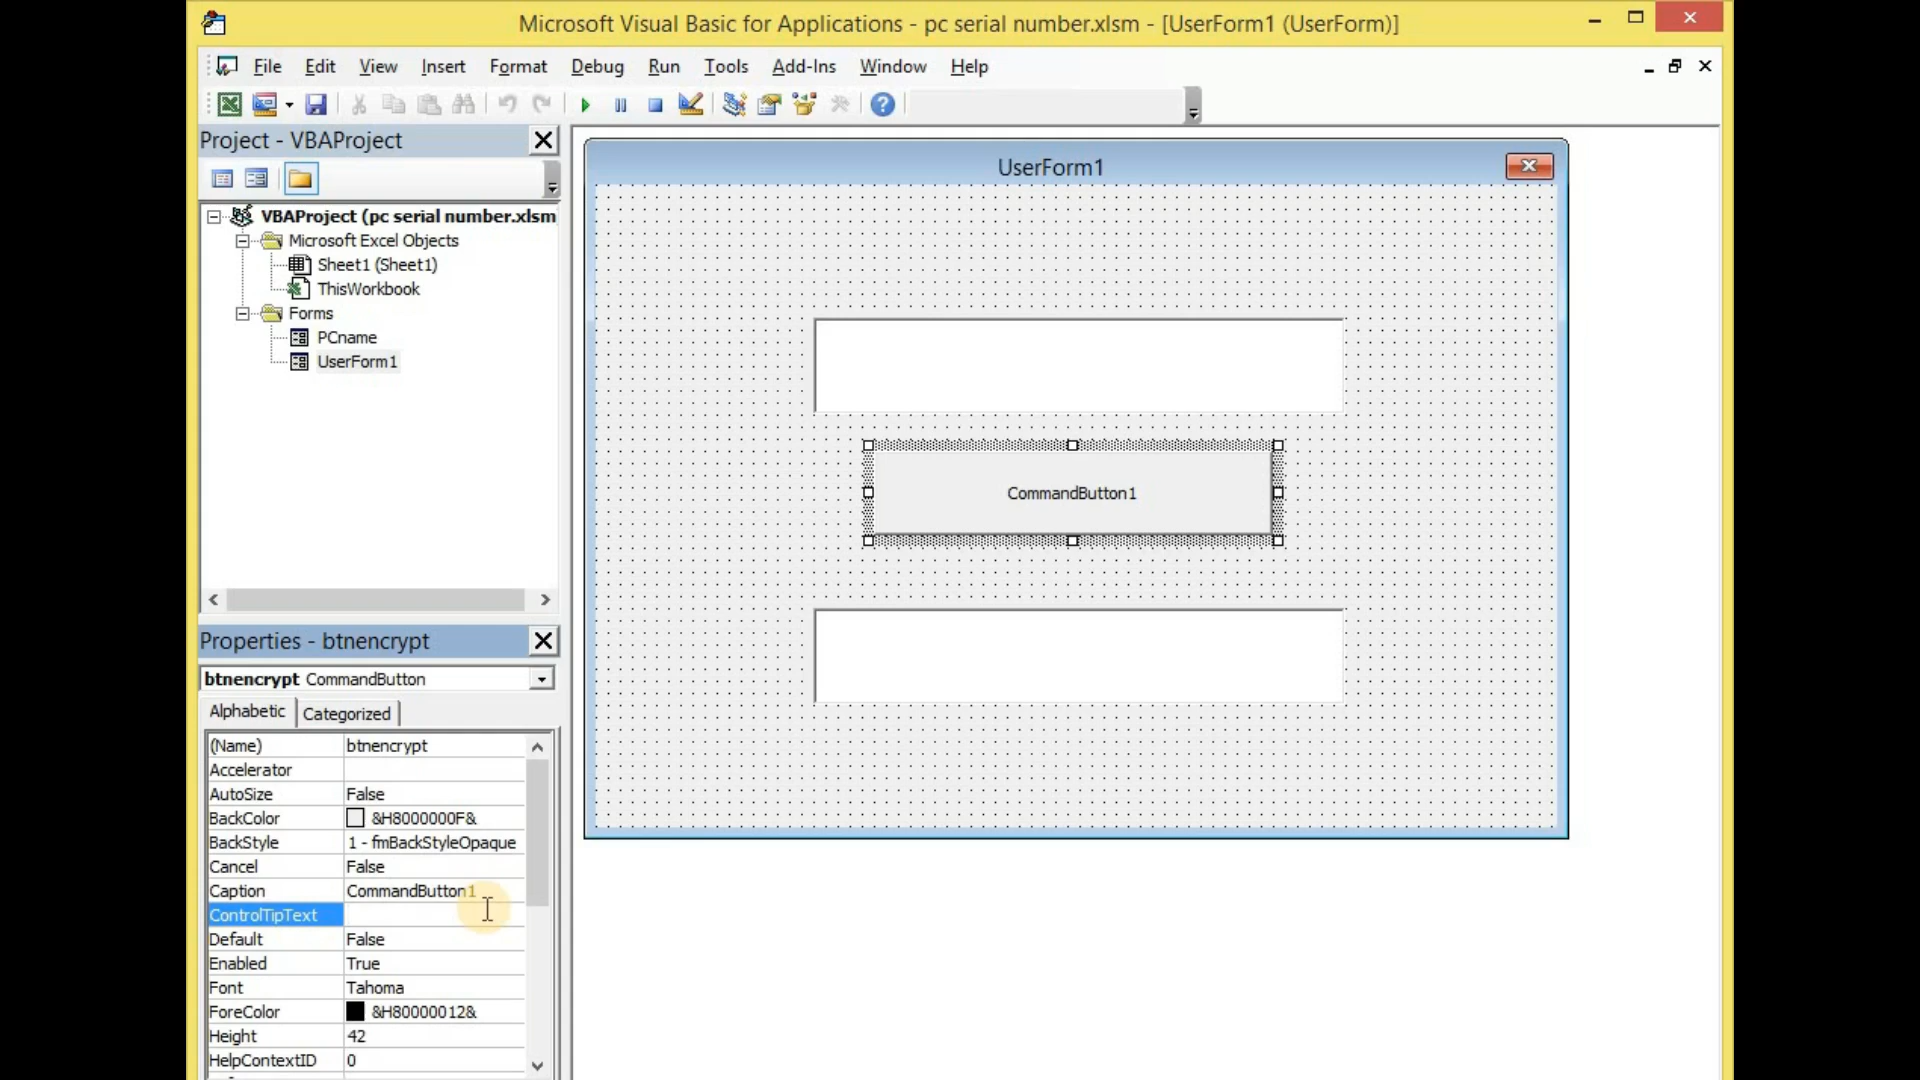 Microsoft Visual Basic for Applications - pc serial number.xlsm - [UserForm1 (UserForm)]
File Edit View Insert Format Debug Run Tools Add-Ins Window Help
Project - VBAProject
VBAProject (pc serial number.xlsm
Microsoft Excel Objects
Sheet1 (Sheet1)
ThisWorkbook
Forms
PCname
UserForm1
UserForm1
CommandButton1
Properties - btnencrypt
btnencrypt CommandButton
Alphabetic Categorized
(Name) btnencrypt
Accelerator
AutoSize False
BackColor &H8000000F&
BackStyle 1 - fmBackStyleOpaque
Cancel False
Caption CommandButton1
ControlTipText
Default False
Enabled True
Font Tahoma
ForeColor &H80000012&
Height 42
HelpContextID 0